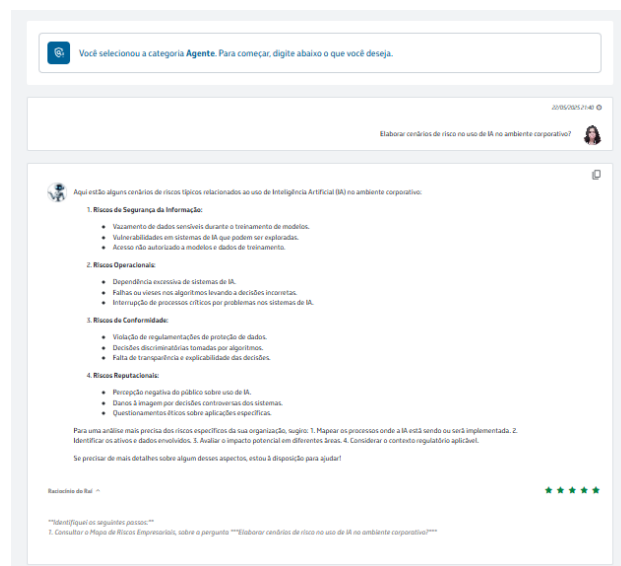 Você selecionou a categoria Agente. Para começar, digite abaixo o que você deseja.
22/05/2025 21:40
Elaborar cenários de risco no uso de IA no ambiente corporativo?
Aqui estão alguns cenários de riscos típicos relacionados ao uso de Inteligência Artificial (IA) no ambiente corporativo:
1. Riscos de Segurança da Informação:
● Vazamento de dados sensíveis durante o treinamento de modelos.
● Vulnerabilidades em sistemas de IA que podem ser exploradas.
● Acesso não autorizado a modelos e dados de treinamento.
2. Riscos Operacionais:
● Dependência excessiva de sistemas de IA.
● Falhas ou vieses nos algoritmos levando a decisões incorretas.
● Interrupção de processos críticos por problemas nos sistemas de IA.
3. Riscos de Conformidade:
● Violação de regulamentações de proteção de dados.
● Decisões discriminatórias tomadas por algoritmos.
● Falta de transparência e explicabilidade das decisões.
4. Riscos Reputacionais:
● Percepção negativa do público sobre uso de IA.
● Danos à imagem por decisões controversas dos sistemas.
● Questionamentos éticos sobre aplicações específicas.
Para uma análise mais precisa dos riscos específicos da sua organização, sugiro: 1. Mapear os processos onde a IA está sendo ou será implementada. 2.
Identificar os ativos e dados envolvidos. 3. Avaliar o impacto potencial em diferentes áreas. 4. Considerar o contexto regulatório aplicável.
Se precisar de mais detalhes sobre algum desses aspectos, estou à disposição para ajudar!
Raciocínio do Raí
**Identifiquei os seguintes passos:**
1. Consultar o Mapa de Riscos Empresariais, sobre a pergunta ***Elaborar cenários de risco no uso de IA no ambiente corporativo?***